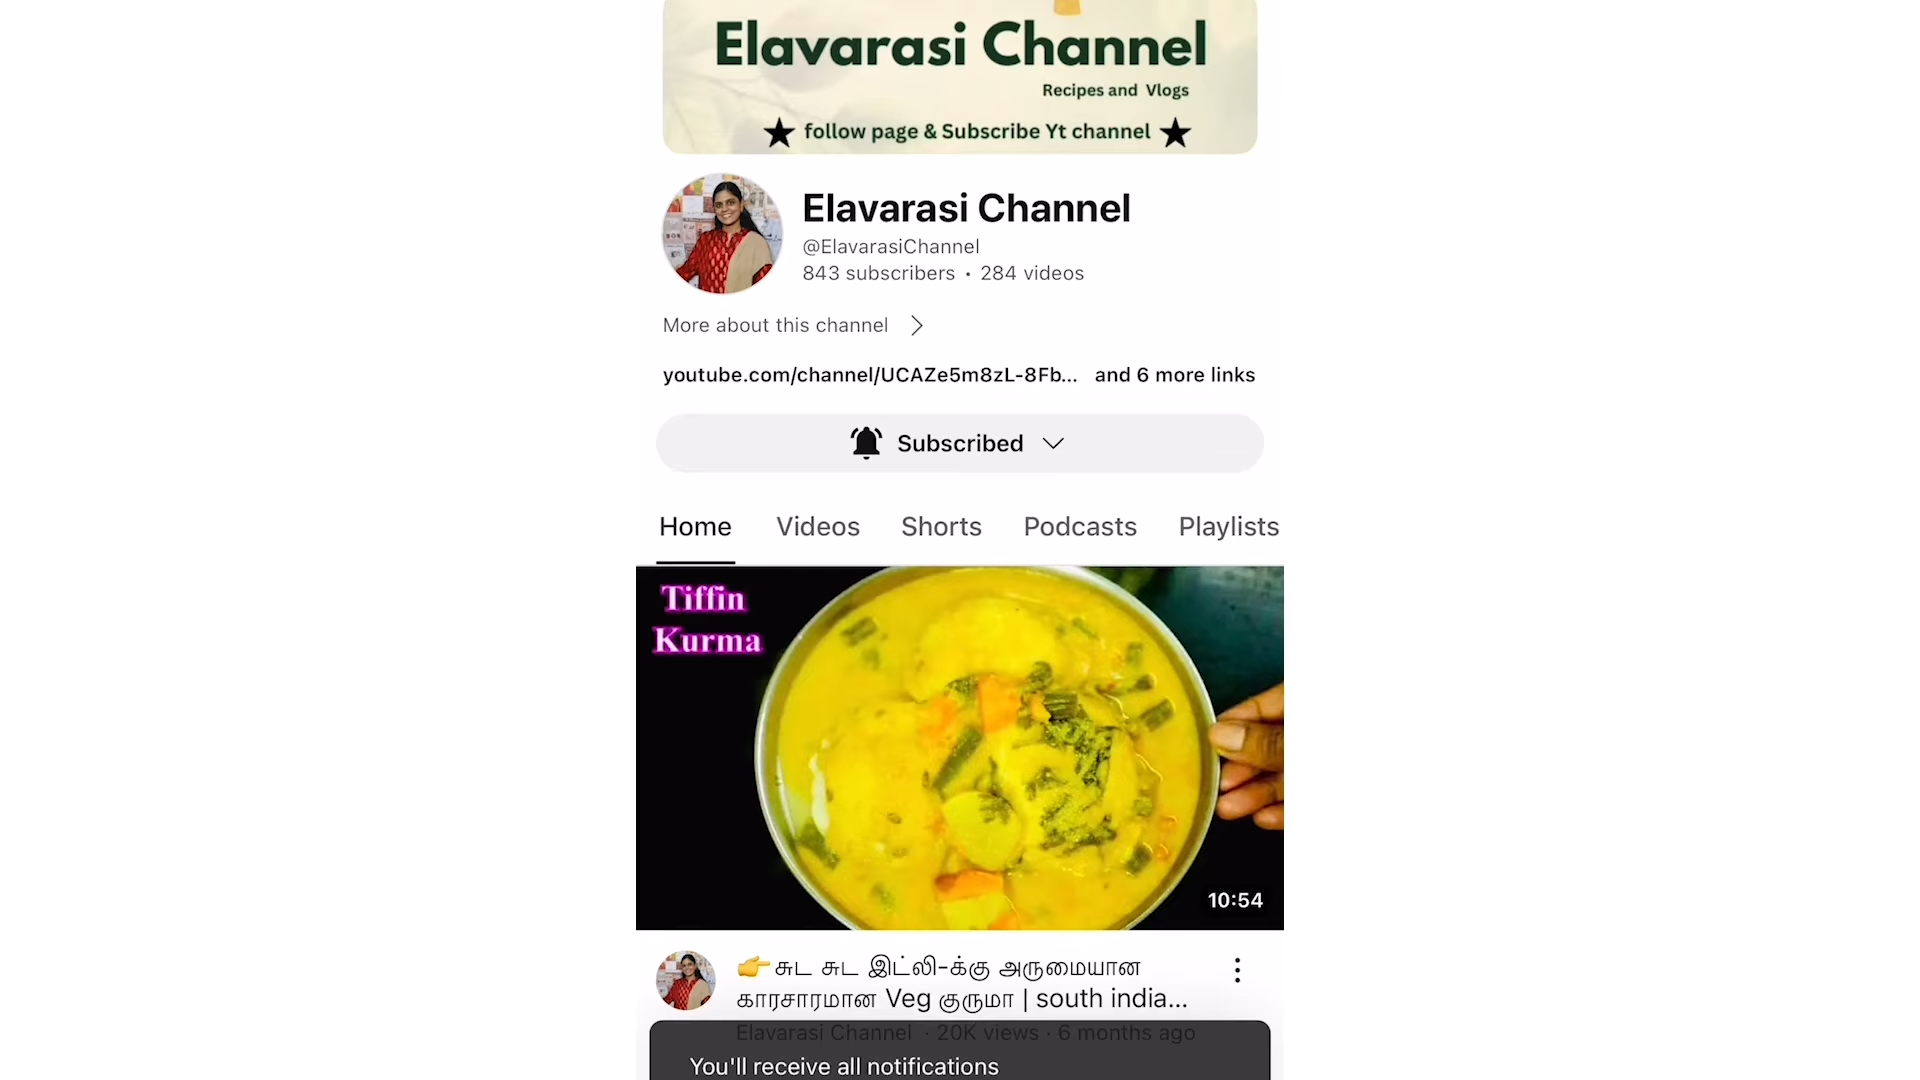 Elavarasi Channel
Recipes and Vlogs
★ follow page & Subscribe Yt channel ★
Elavarasi Channel
@ElavarasiChannel
843 subscribers • 284 videos
More about this channel
youtube.com/channel/UCAZe5m8zL-8Fb... and 6 more links
Subscribed
Home Videos Shorts Podcasts Playlists
Tiffin
Kurma
10:54
👉சுட சுட இட்லி-க்கு அருமையான
காரசாரமான Veg குருமா | south india...
Elavarasi Channel · 20K views · 6 months ago
You'll receive all notifications